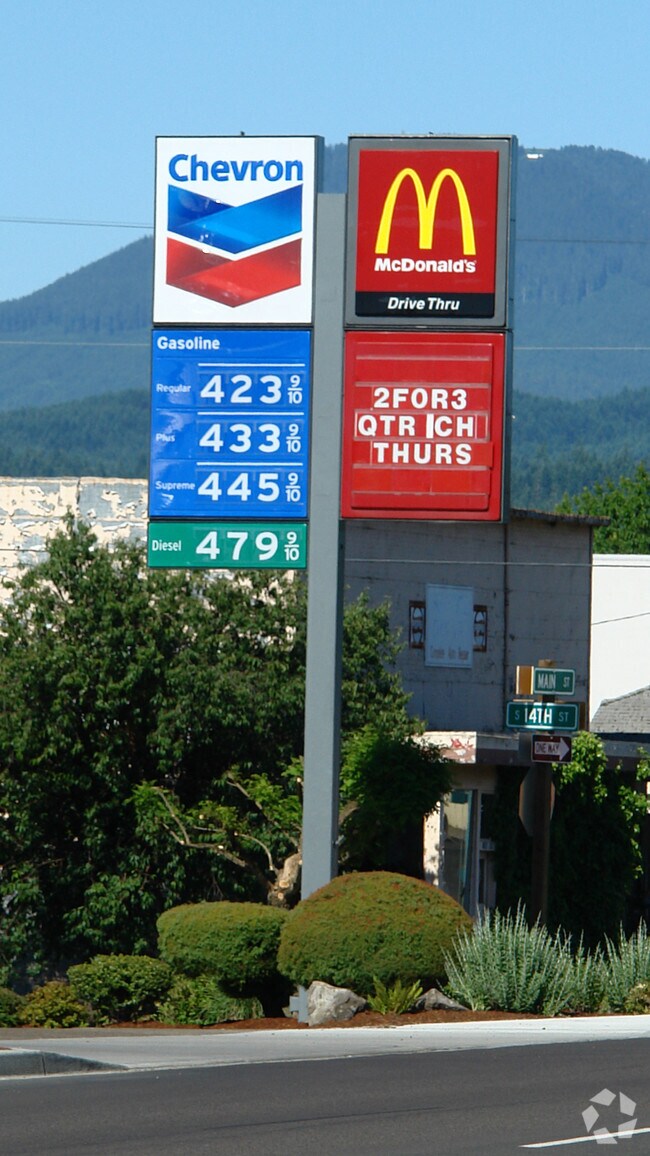 Chevron
Gasoline
Regular 423 9/10
Plus 433 9/10
Supreme 445 9/10
Diesel 479 9/10
McDonald's
Drive Thru
2FOR3
QTR ICH
THURS
MAIN ST
S 14TH ST
ONE WAY